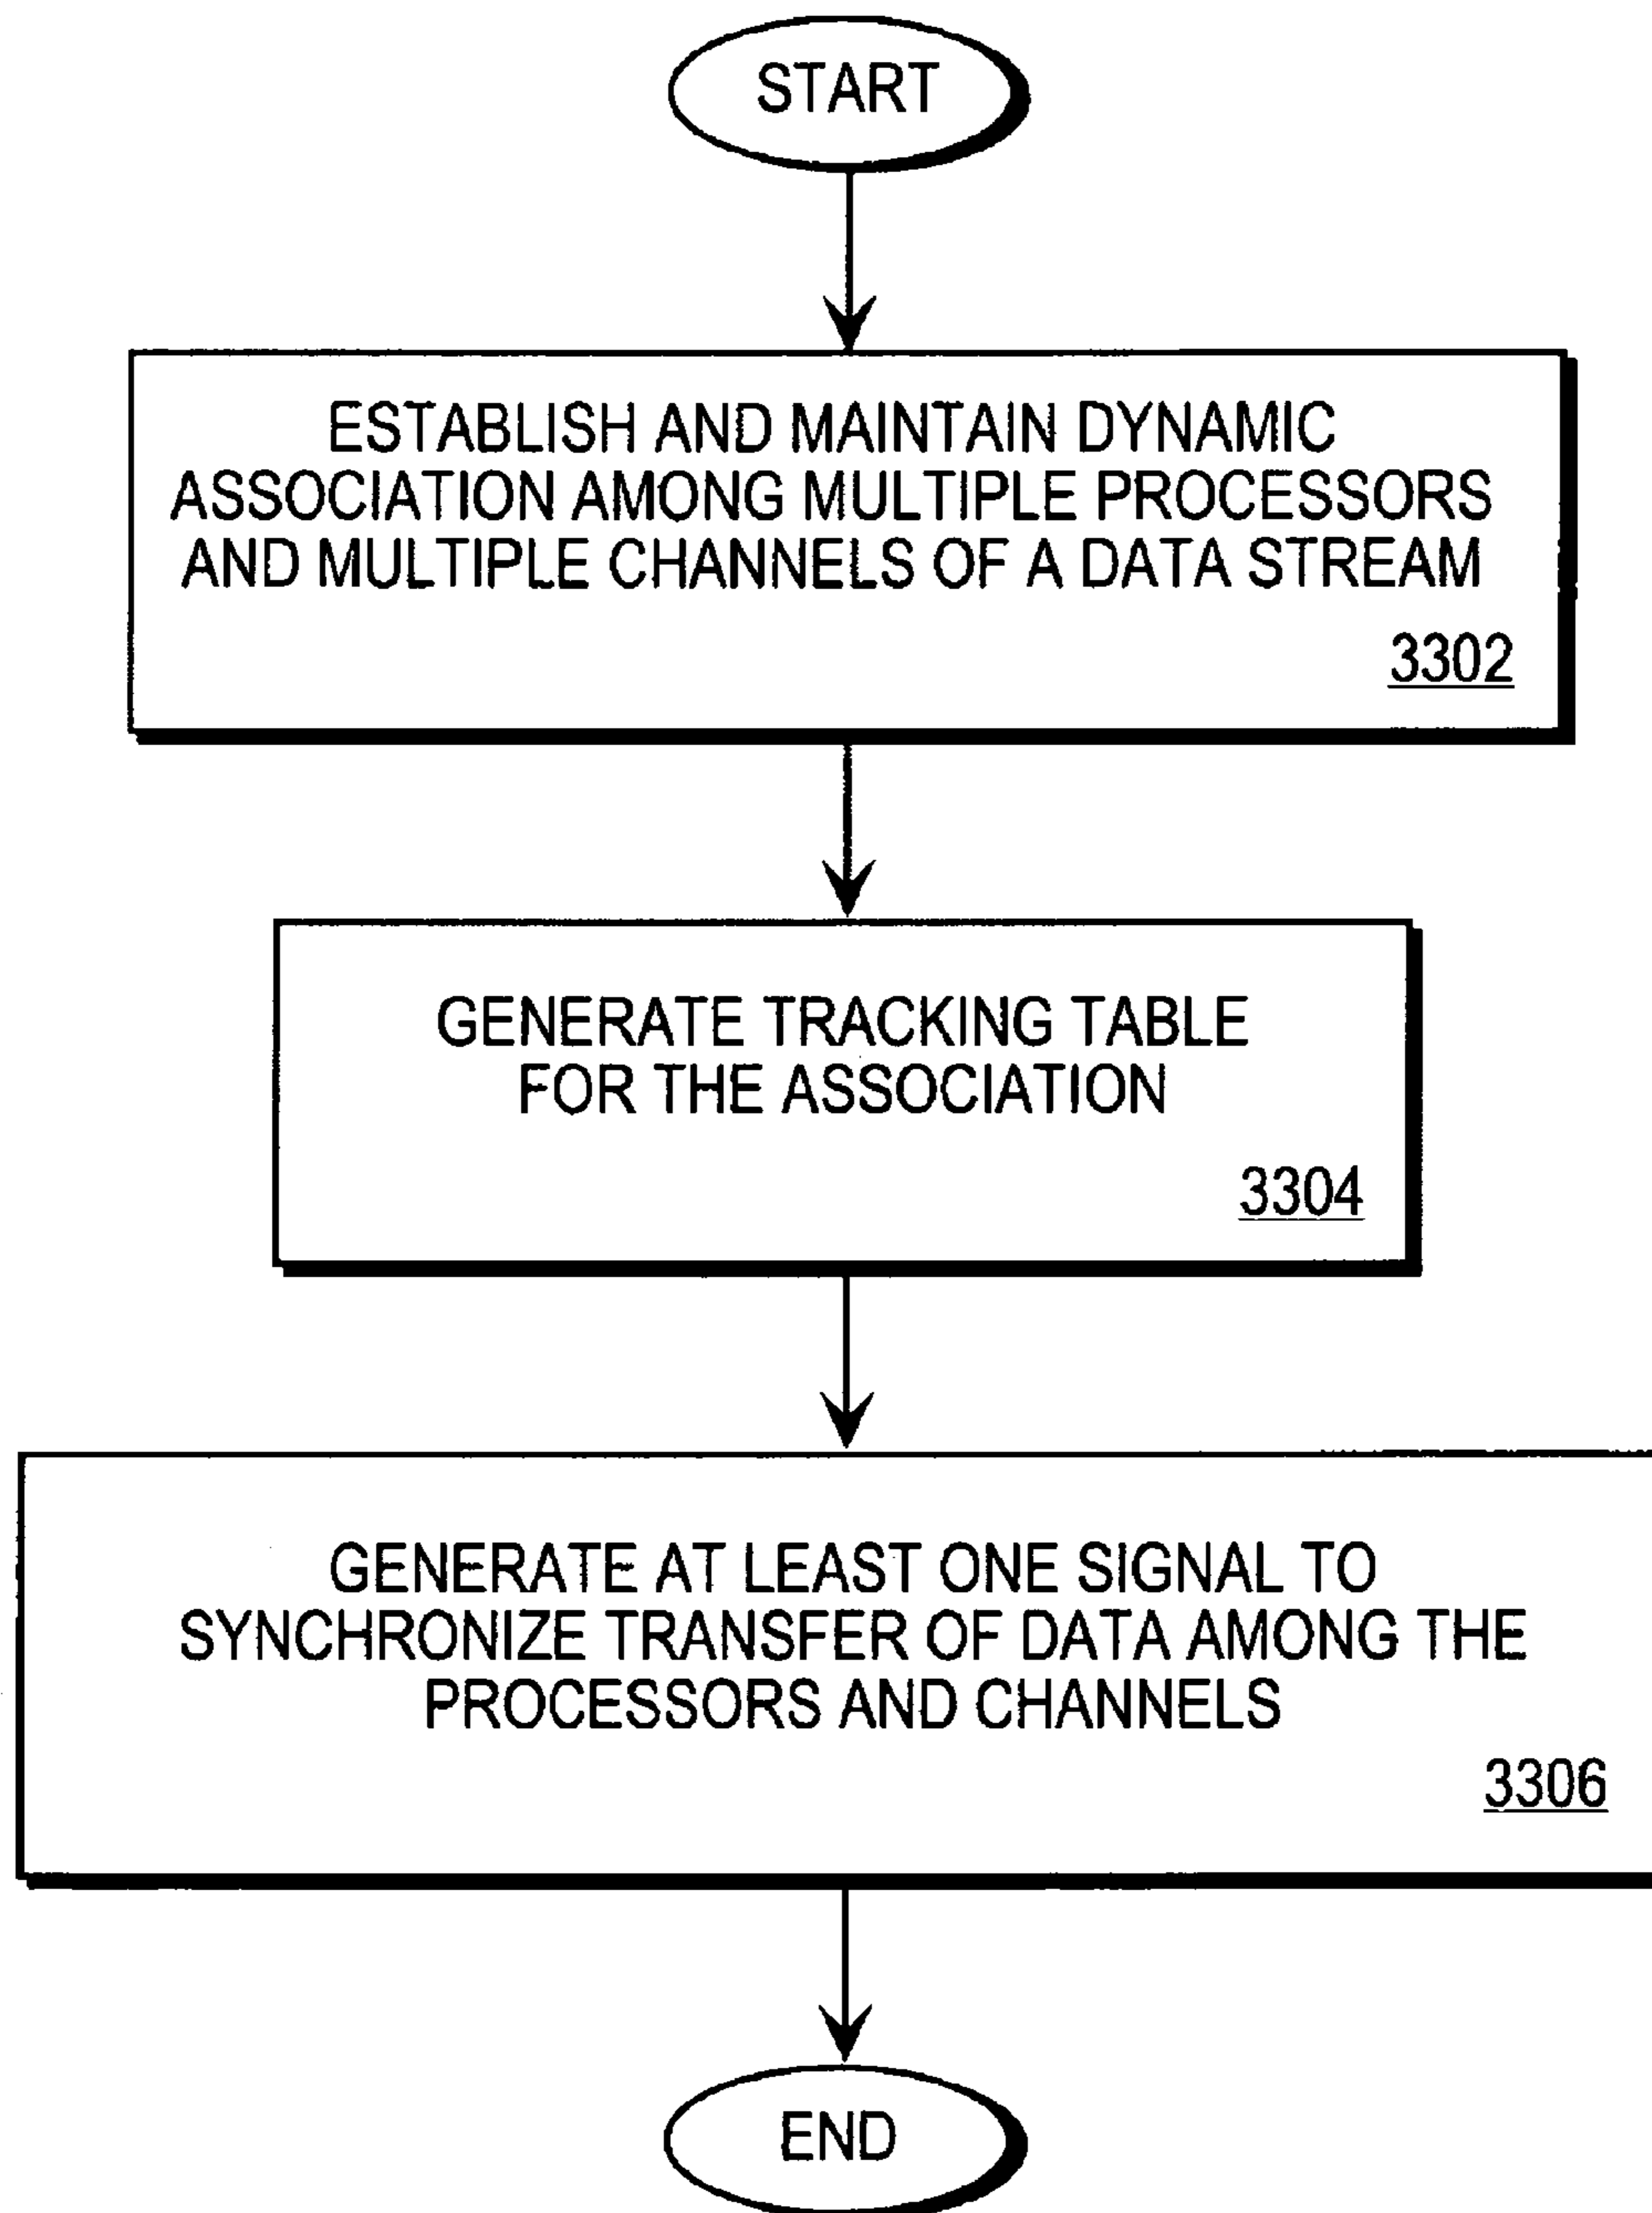 START
ESTABLISH AND MAINTAIN DYNAMIC
ASSOCIATION AMONG MULTIPLE PROCESSORS
AND MULTIPLE CHANNELS OF A DATA STREAM
3302
GENERATE TRACKING TABLE
FOR THE ASSOCIATION
3304
GENERATE AT LEAST ONE SIGNAL TO
SYNCHRONIZE TRANSFER OF DATA AMONG THE
PROCESSORS AND CHANNELS
3306
END